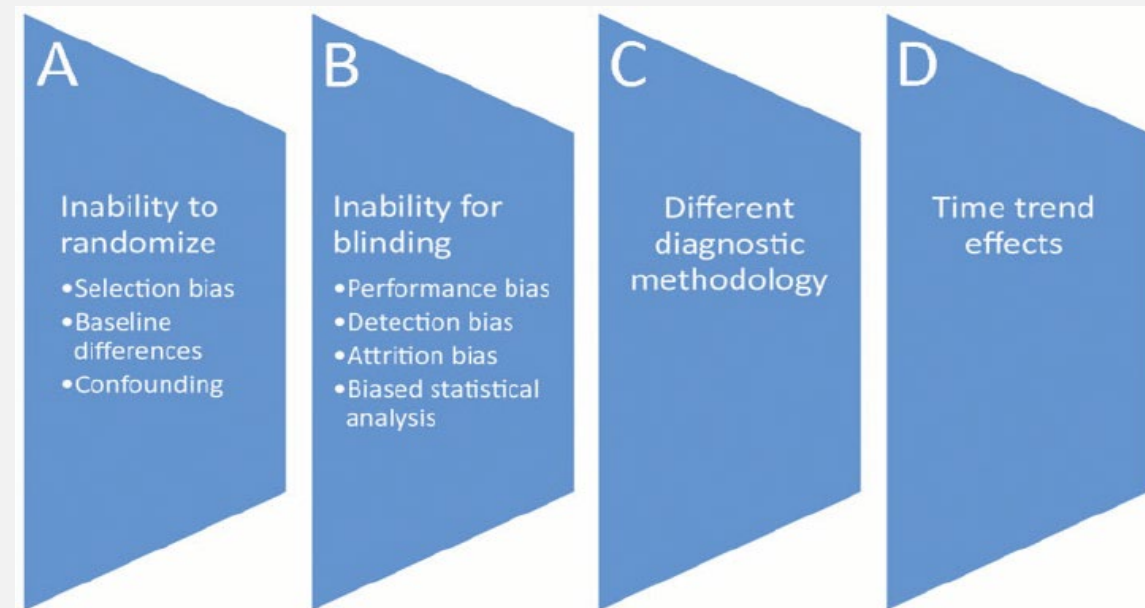 A
Inability to
randomize
•Selection bias
•Baseline
differences
•Confounding
B
Inability for
blinding
•Performance bias
•Detection bias
•Attrition bias
•Biased statistical
analysis
C
Different
diagnostic
methodology
D
Time trend
effects